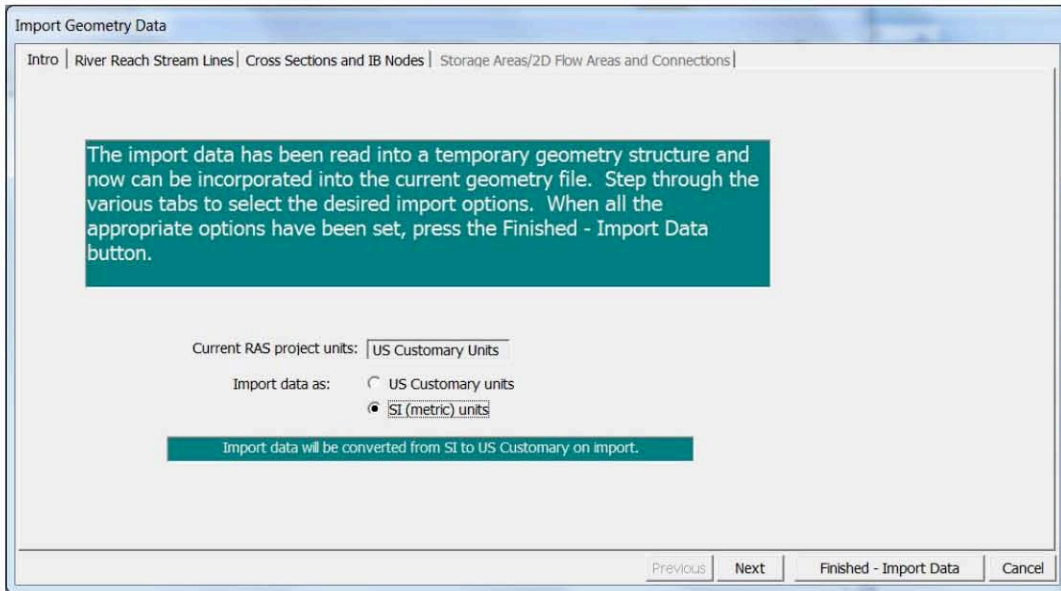 Import Geometry Data
Intro River Reach Stream Lines Cross Sections and IB Nodes Storage Areas/2D Flow Areas and Connections
The import data has been read into a temporary geometry structure and
now can be incorporated into the current geometry file. Step through the
various tabs to select the desired import options. When all the
appropriate options have been set, press the Finished - Import Data
button.
Current RAS project units: US Customary Units
Import data as: US Customary units
SI (metric) units
Import data will be converted from SI to US Customary on import.
Previous Next Finished - Import Data Cancel